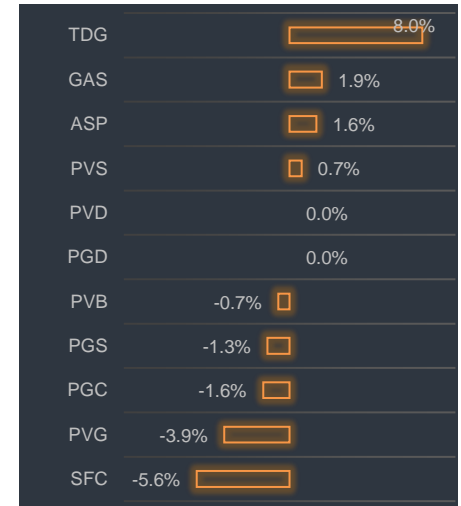 TDG 8.0%
GAS 1.9%
ASP 1.6%
PVS 0.7%
PVD 0.0%
PGD 0.0%
PVB -0.7%
PGS -1.3%
PGC -1.6%
PVG -3.9%
SFC -5.6%